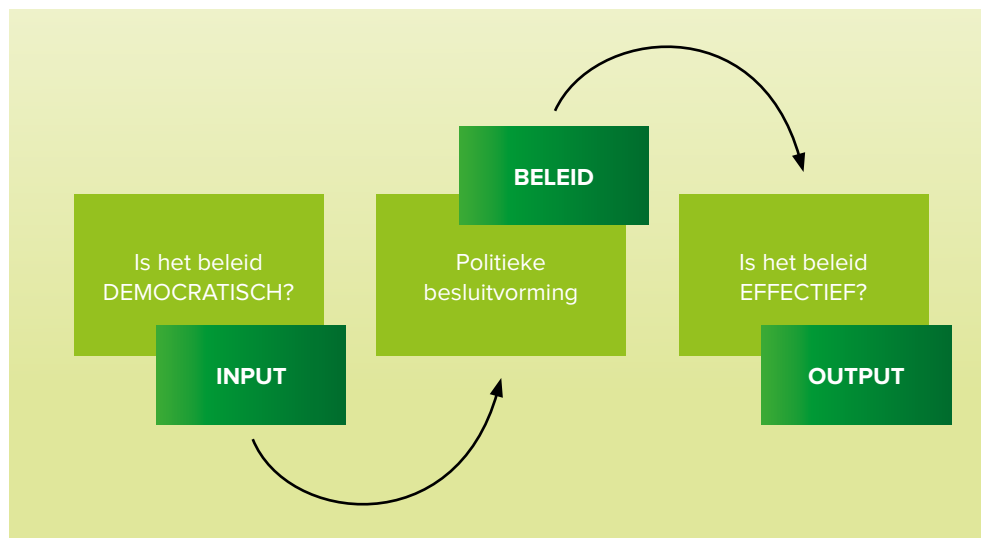 Is het beleid
DEMOCRATISCH?
INPUT
BELEID
Politieke
besluitvorming
Is het beleid
EFFECTIEF?
OUTPUT